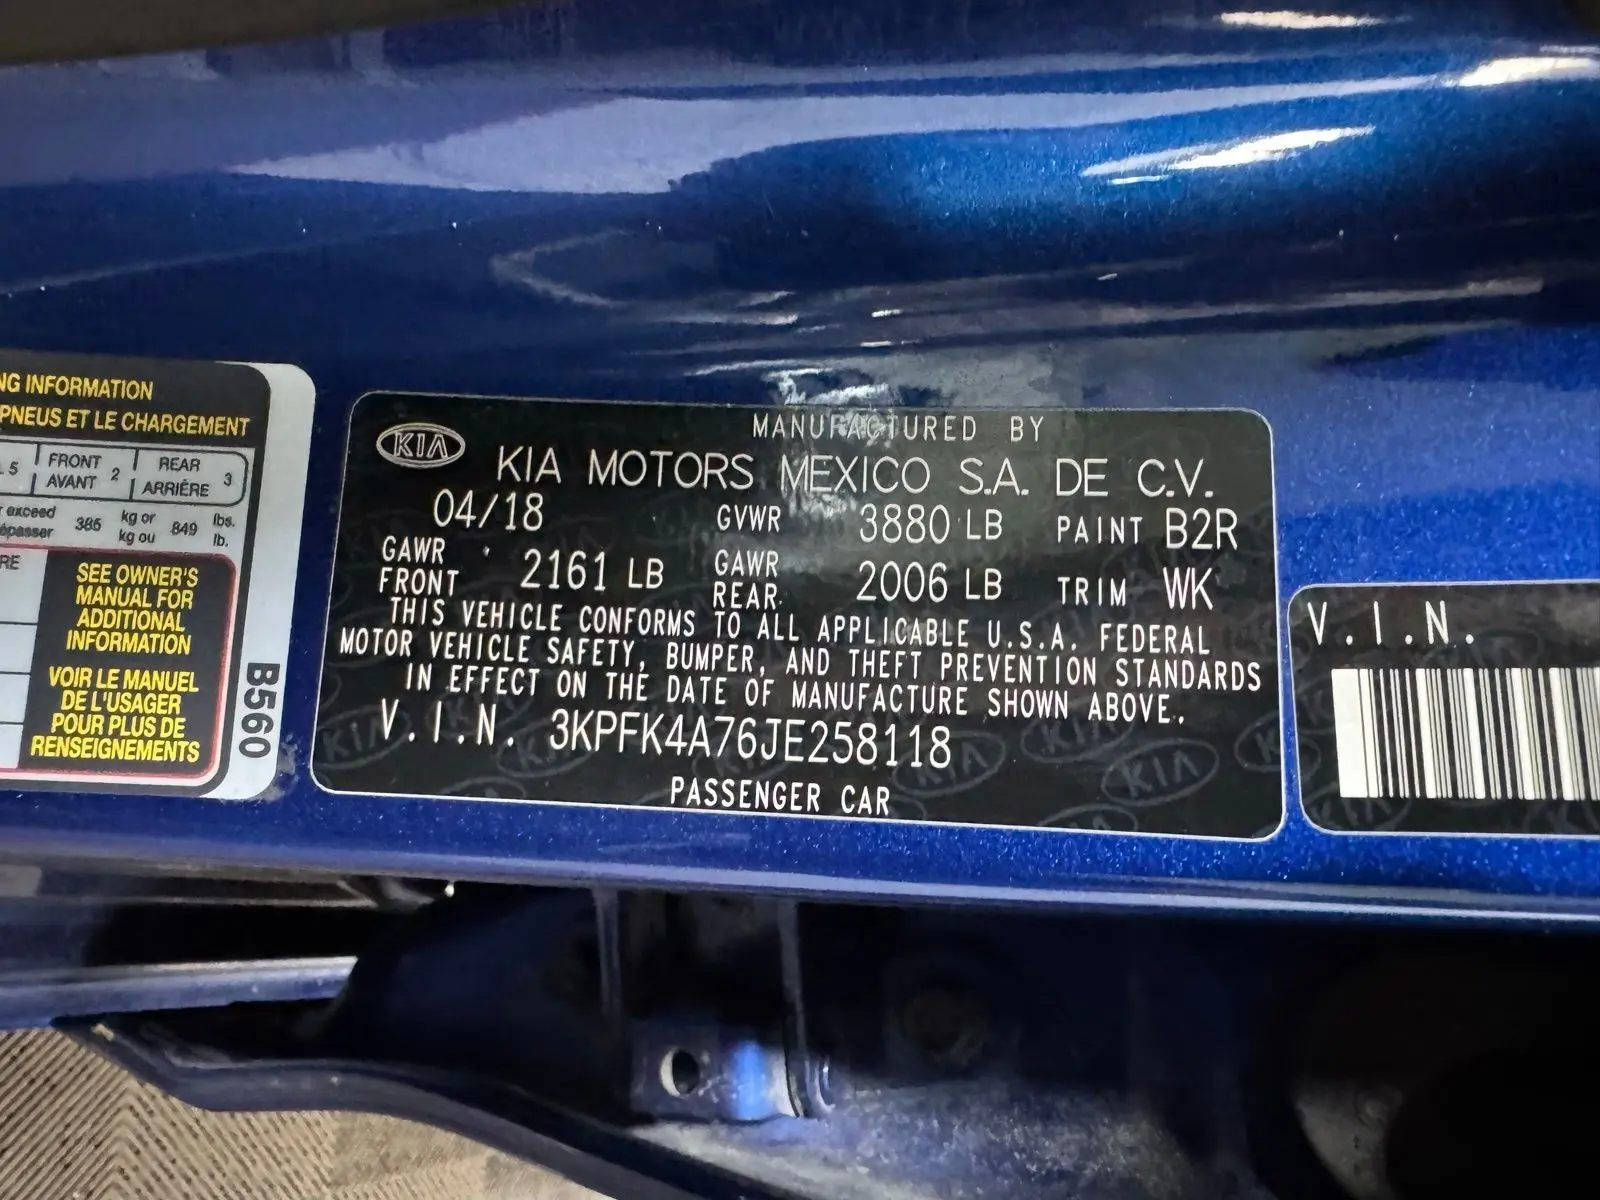 NG INFORMATION
PNEUS ET LE CHARGEMENT
5 FRONT AVANT 2 REAR ARRIÈRE 3
exceed 385 kg or kg ou 849 lbs. lb.
SEE OWNER'S
MANUAL FOR
ADDITIONAL
INFORMATION
VOIR LE MANUEL
DE L'USAGER
POUR PLUS DE
RENSEIGNEMENTS
B560
MANUFACTURED BY
KIA KIA MOTORS MEXICO S.A. DE C.V.
04/18 GVWR 3880 LB PAINT B2R
GAWR FRONT 2161 LB GAWR REAR 2006 LB TRIM WK
THIS VEHICLE CONFORMS TO ALL APPLICABLE U.S.A. FEDERAL
MOTOR VEHICLE SAFETY, BUMPER, AND THEFT PREVENTION STANDARDS
IN EFFECT ON THE DATE OF MANUFACTURE SHOWN ABOVE.
V.I.N. 3KPFK4A76JE258118
PASSENGER CAR
V.I.N.